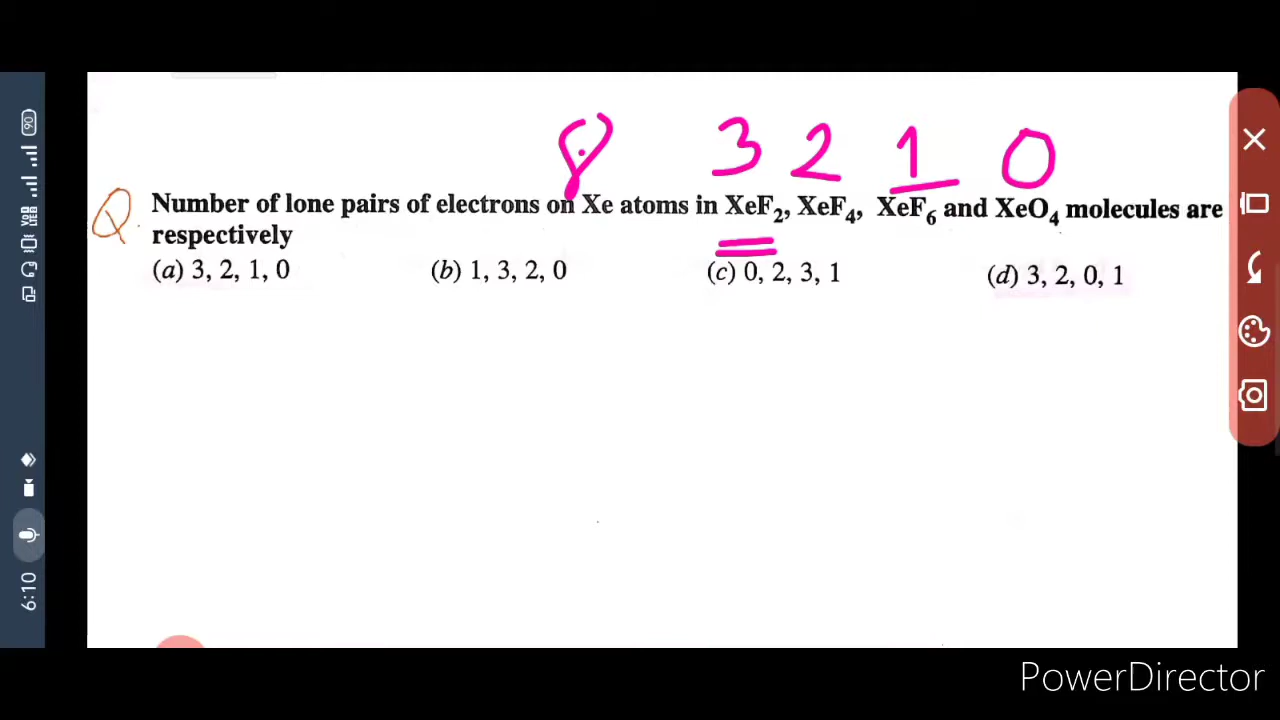 8 3 2 1 0
Q Number of lone pairs of electrons on Xe atoms in XeF₂, XeF₄, XeF₆ and XeO₄ molecules are
respectively
(a) 3, 2, 1, 0 (b) 1, 3, 2, 0 (c) 0, 2, 3, 1 (d) 3, 2, 0, 1
90
6:10
PowerDirector